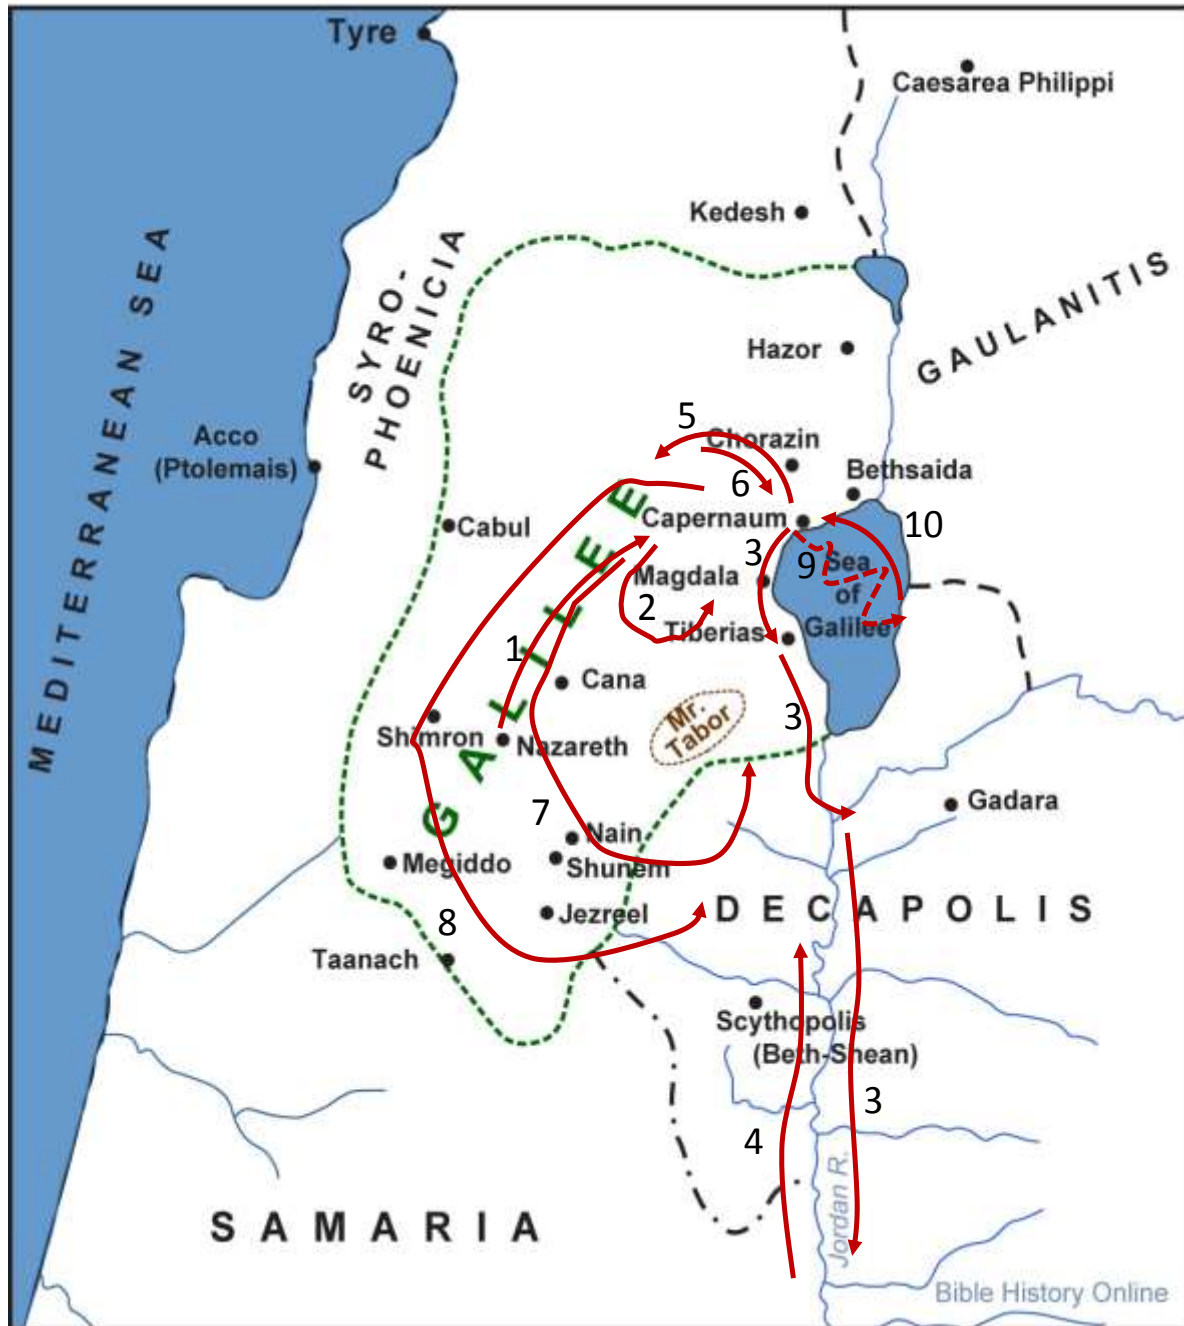 Tyre
Caesarea Philippi
Kedesh
MEDITERRANEAN SEA
SYRO-
PHOENICIA
GAULANITIS
Hazor
5
Chorazin
Acco
(Ptolemais)
6
Bethsaida
Capernaum
10
Cabul
3
9
Sea
of
Galilee
Magdala
2
Tiberias
GALILEE
1
Cana
Mr.
Tabor
3
Shimron
Nazareth
Gadara
7
Nain
Shunem
Megiddo
Jezreel
DECAPOLIS
8
Taanach
Scythopolis
(Beth-Shean)
3
4
Jordan R.
SAMARIA
Bible History Online